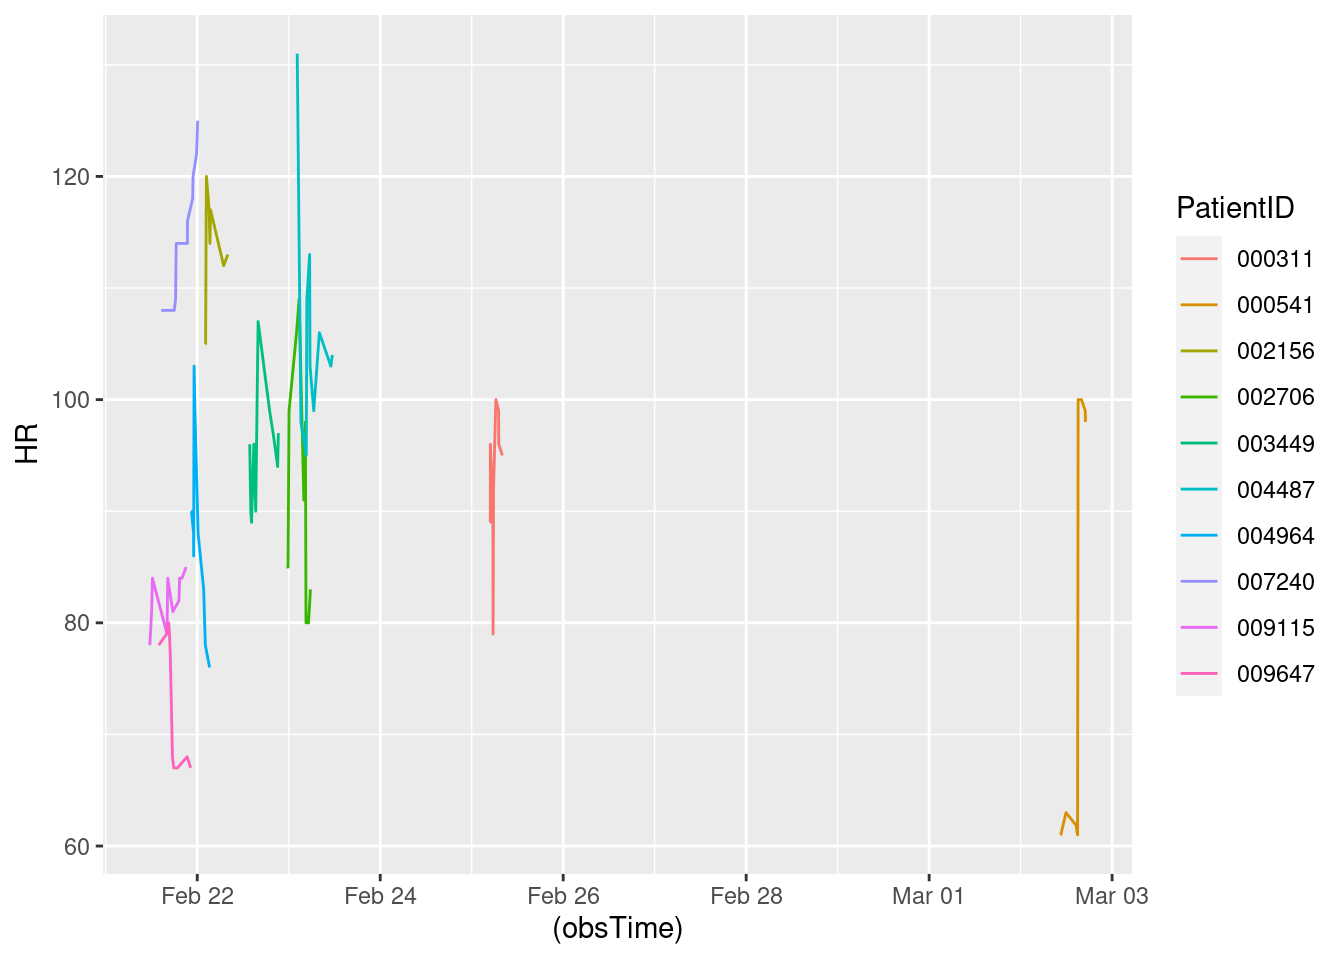 120
100
80
60
HR
Feb 22
Feb 24
Feb 26
Feb 28
Mar 01
Mar 03
(obsTime)
PatientID
000311
000541
002156
002706
003449
004487
004964
007240
009115
009647